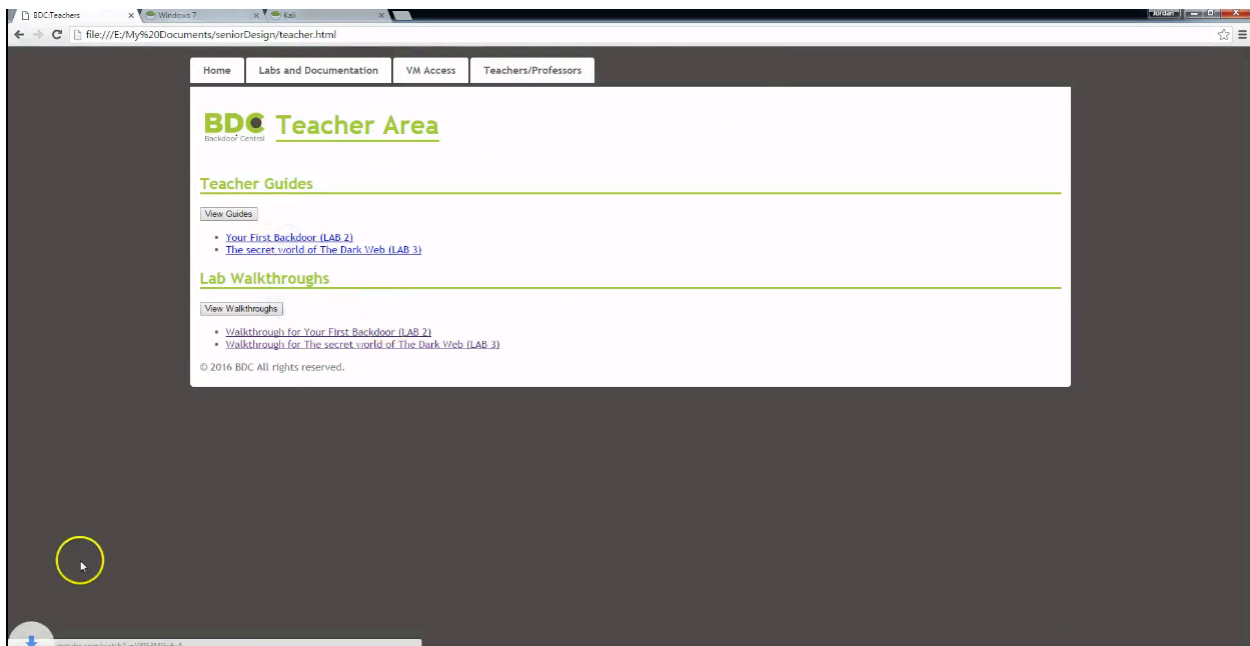 BDC:Teachers
Windows 7
Kali
Jordan
file:///E:/My%20Documents/seniorDesign/teacher.html
Home
Labs and Documentation
VM Access
Teachers/Professors
BDC
Backdoor Central
Teacher Area
Teacher Guides
View Guides
Your First Backdoor (LAB 2)
The secret world of The Dark Web (LAB 3)
Lab Walkthroughs
View Walkthroughs
Walkthrough for Your First Backdoor (LAB 2)
Walkthrough for The secret world of The Dark Web (LAB 3)
© 2016 BDC All rights reserved.